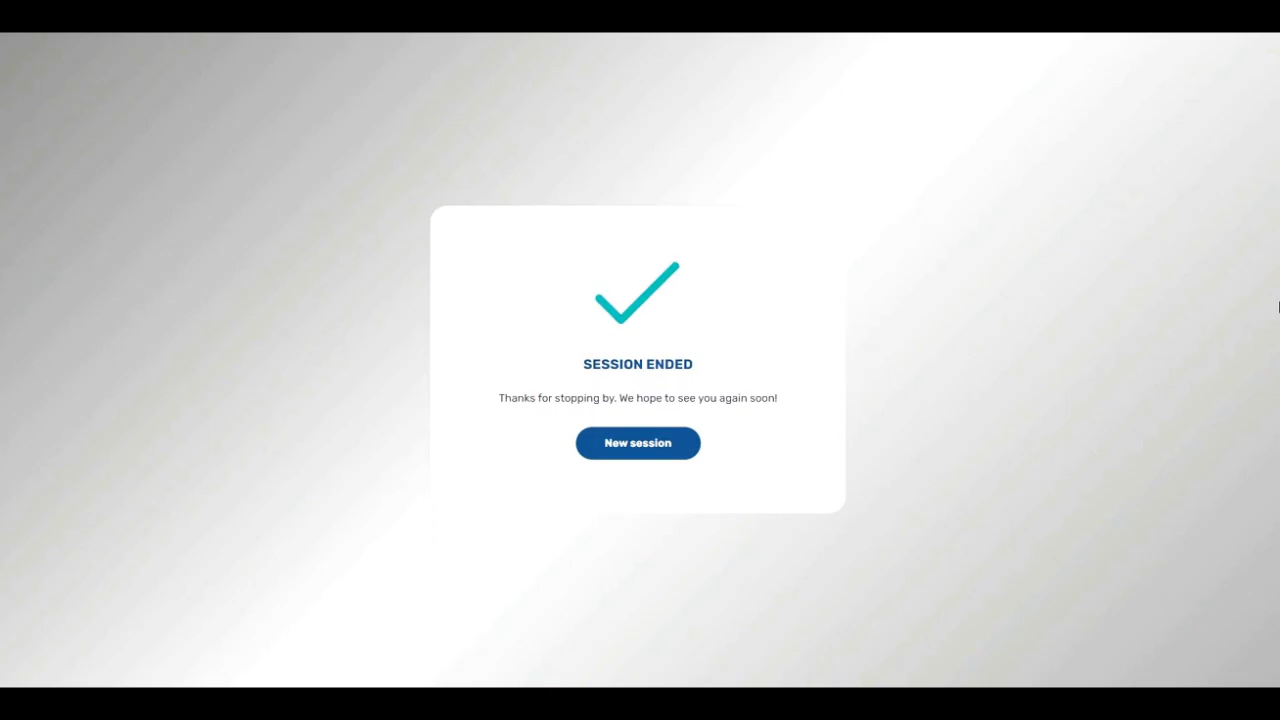 SESSION ENDED
Thanks for stopping by. We hope to see you again soon!
New session